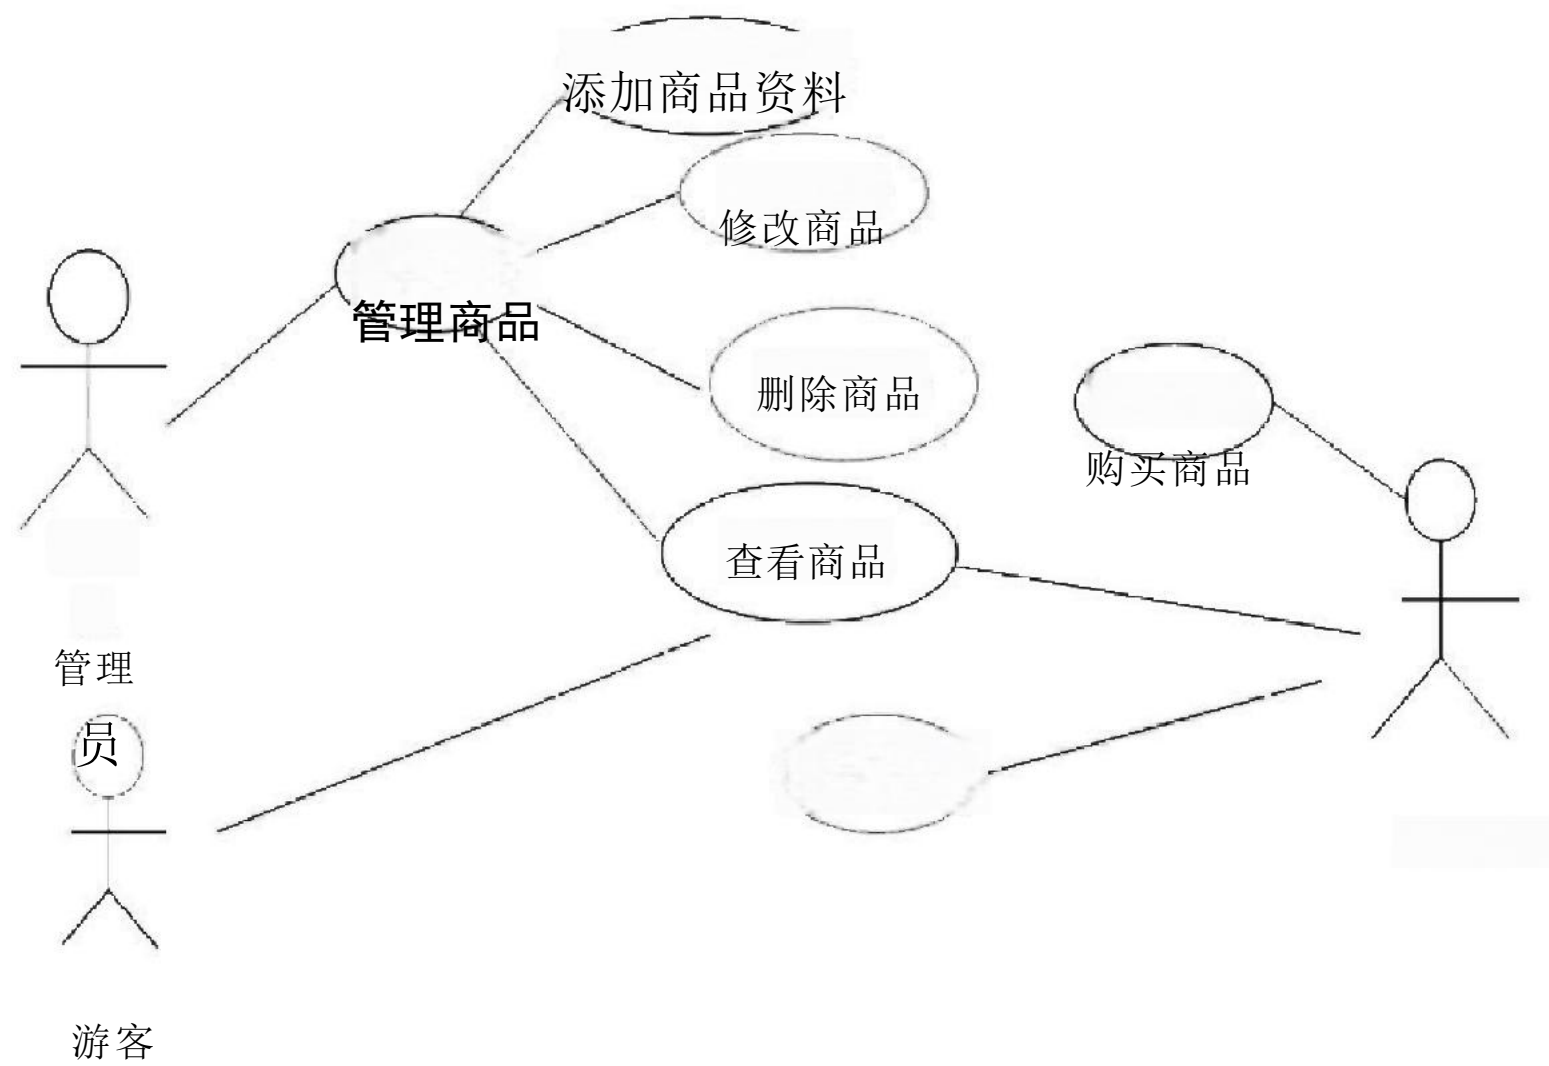 添加商品资料
修改商品
管理商品
删除商品
购买商品
查看商品
管理
员
游客